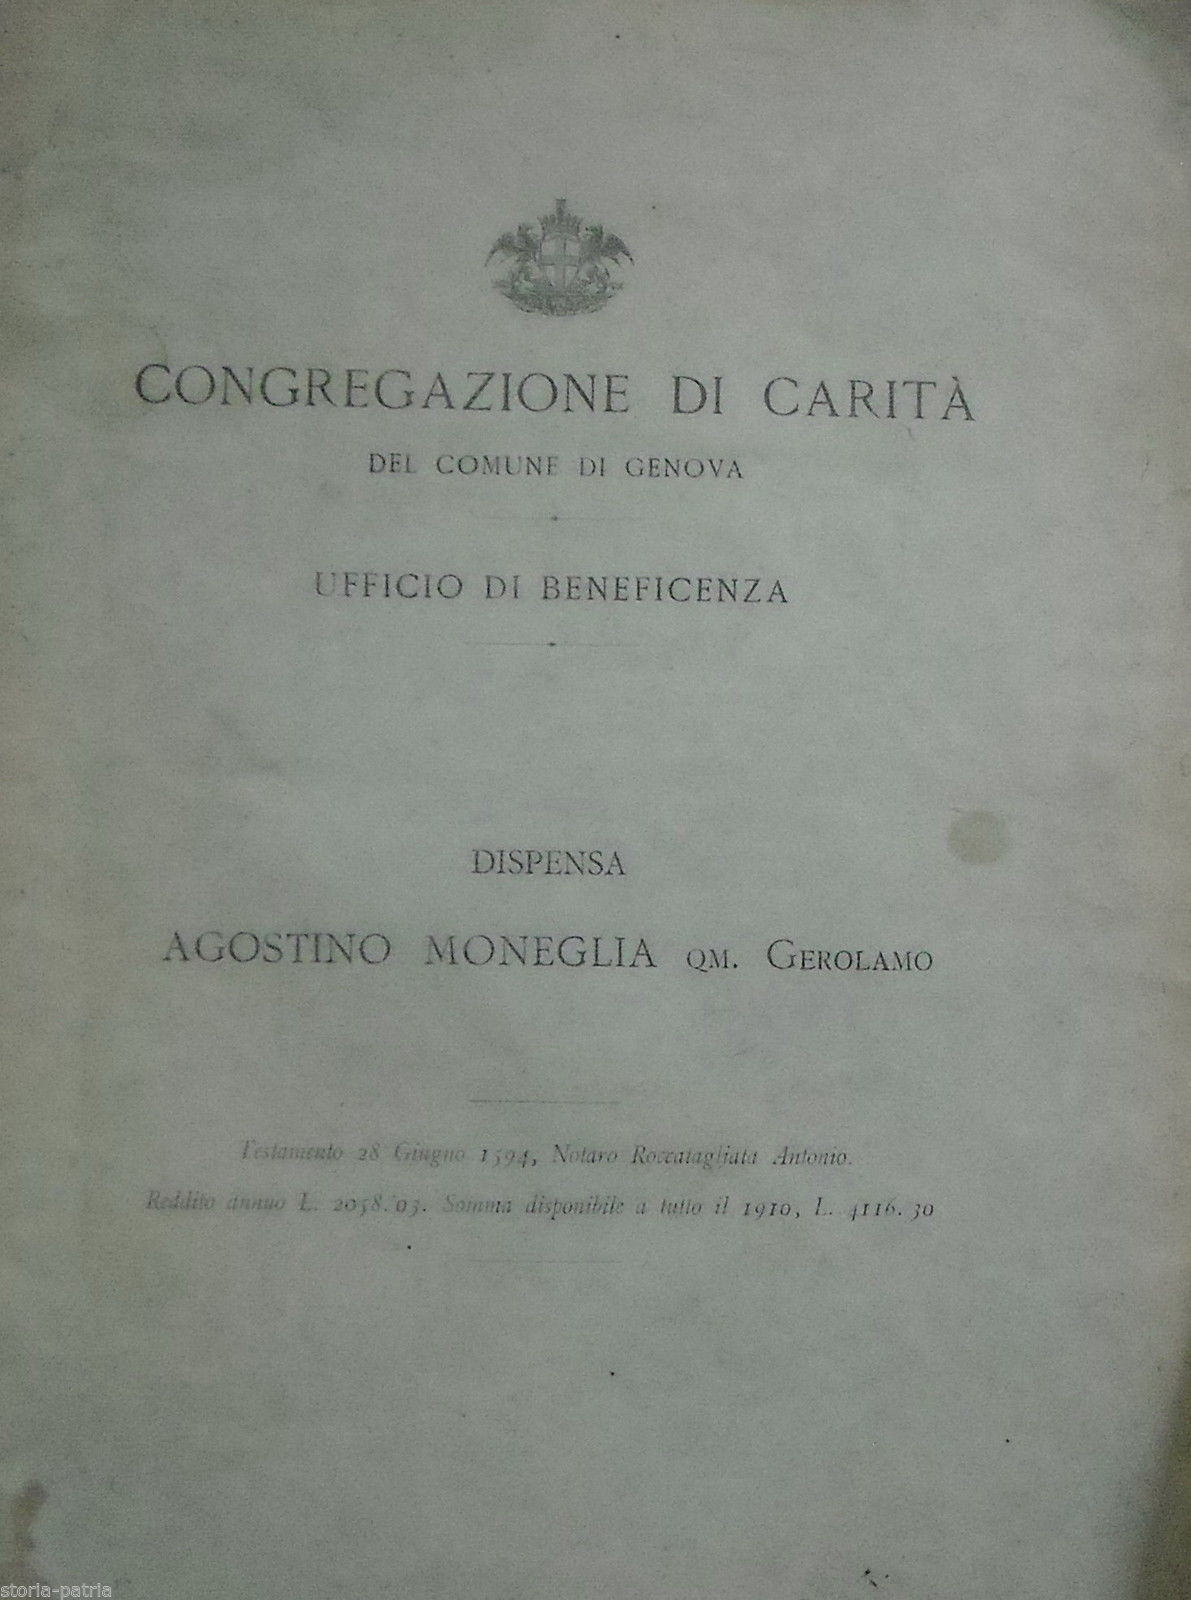 CONGREGAZIONE DI CARITÀ
DEL COMUNE DI GENOVA
UFFICIO DI BENEFICENZA
DISPENSA
AGOSTINO MONEGLIA QM. GEROLAMO
Testamento 28 Giugno 1594, Notaro Roccatagliata Antonio.
Reddito annuo L. 2058.03. Somma disponibile a tutto il 1910, L. 4116.30
storia-patria